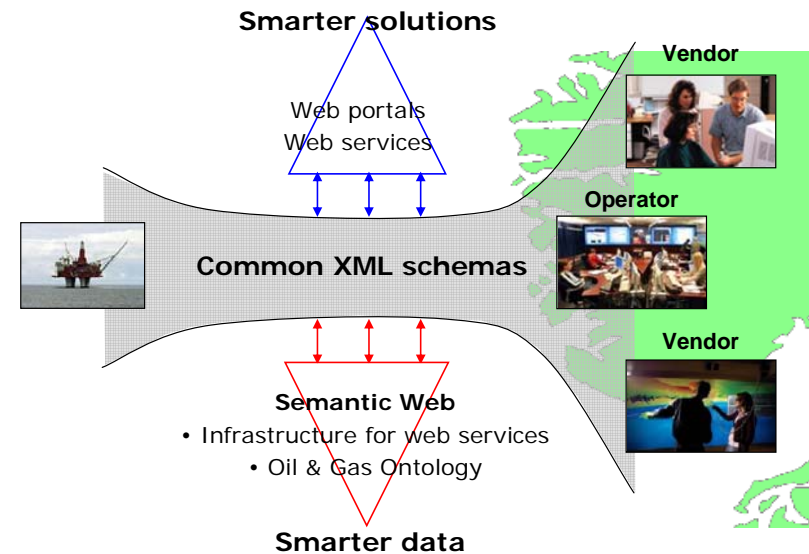 Smarter solutions
Vendor
Web portals
Web services
Operator
Common XML schemas
Vendor
Semantic Web
• Infrastructure for web services
• Oil & Gas Ontology
Smarter data